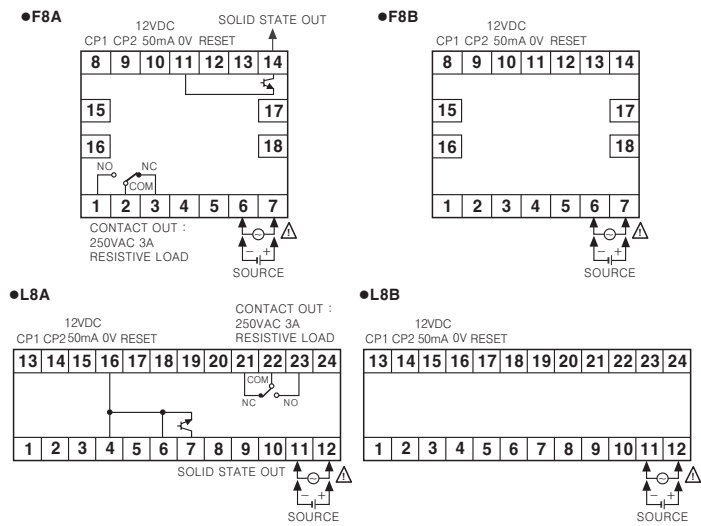 ●F8A
12VDC
SOLID STATE OUT
CP1 CP2 50mA 0V RESET
8 9 10 11 12 13 14
15 17
16 18
NO NC
COM
1 2 3 4 5 6 7
CONTACT OUT :
250VAC 3A
RESISTIVE LOAD
~
!
− +
SOURCE
●F8B
12VDC
CP1 CP2 50mA 0V RESET
8 9 10 11 12 13 14
15 17
16 18
1 2 3 4 5 6 7
~
!
− +
SOURCE
●L8A
CONTACT OUT :
250VAC 3A
RESISTIVE LOAD
12VDC
CP1 CP2 50mA 0V RESET
13 14 15 16 17 18 19 20 21 22 23 24
COM
NC NO
1 2 3 4 5 6 7 8 9 10 11 12
SOLID STATE OUT
~
!
− +
SOURCE
●L8B
12VDC
CP1 CP2 50mA 0V RESET
13 14 15 16 17 18 19 20 21 22 23 24
1 2 3 4 5 6 7 8 9 10 11 12
~
!
− +
SOURCE